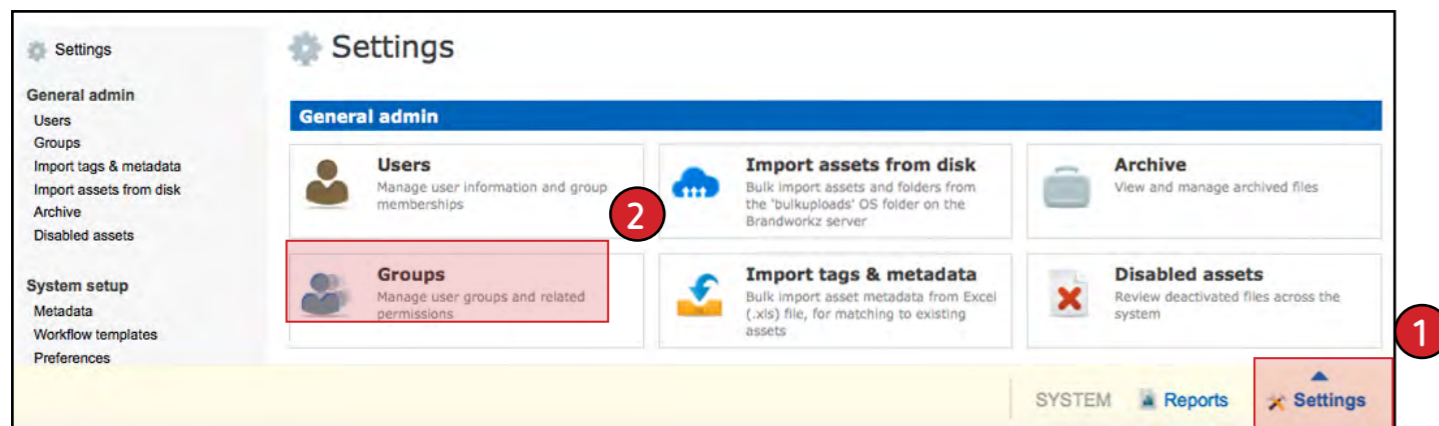 Settings
General admin
Users
Groups
Import tags & metadata
Import assets from disk
Archive
Disabled assets
System setup
Metadata
Workflow templates
Preferences
Settings
General admin
Users
Manage user information and group
memberships
2
Import assets from disk
Bulk import assets and folders from
the 'bulkuploads' OS folder on the
Brandworkz server
Archive
View and manage archived files
Groups
Manage user groups and related
permissions
Import tags & metadata
Bulk import asset metadata from Excel
(.xls) file, for matching to existing
assets
Disabled assets
Review deactivated files across the
system
1
SYSTEM Reports Settings